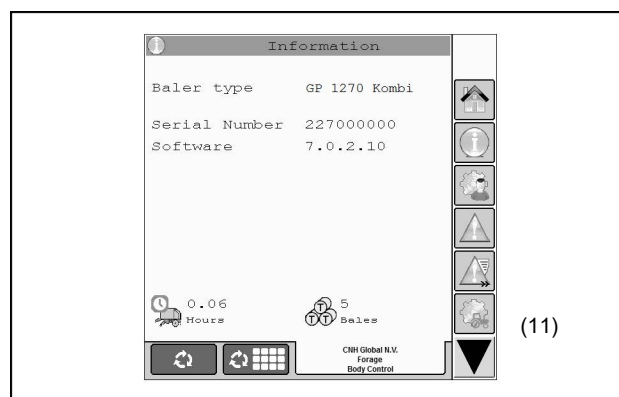 Information
Baler type GP 1270 Kombi
Serial Number 227000000
Software 7.0.2.10
0.06 5
Hours Bales
(11)
CNH Global N.V.
Forage
Body Control